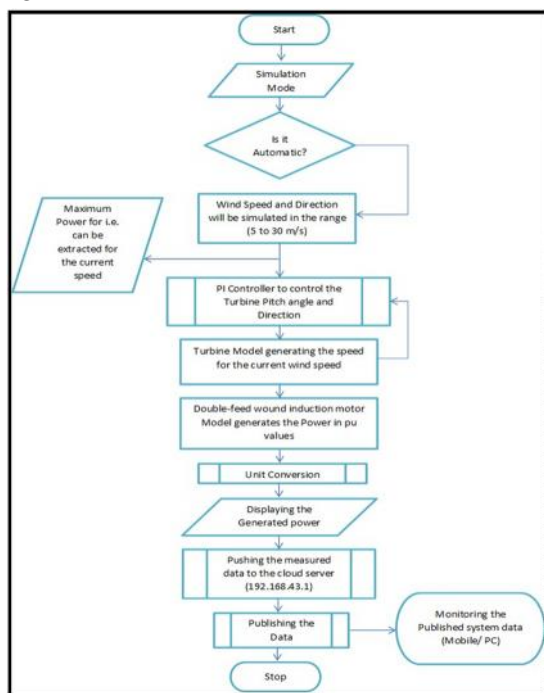 Start
Simulation
Mode
Is it
Automatic?
Wind Speed and Direction
will be simulated in the range
(5 to 30 m/s)
Maximum
Power for i.e.
can be
extracted for
the current
speed
PI Controller to control the
Turbine Pitch angle and
Direction
Turbine Model generating the speed
for the current wind speed
Double-feed wound induction motor
Model generates the Power in pu
values
Unit Conversion
Displaying the
Generated power
Pushing the measured
data to the cloud server
(192.168.43.1)
Publishing the
Data
Monitoring the
Published system data
(Mobile/ PC)
Stop